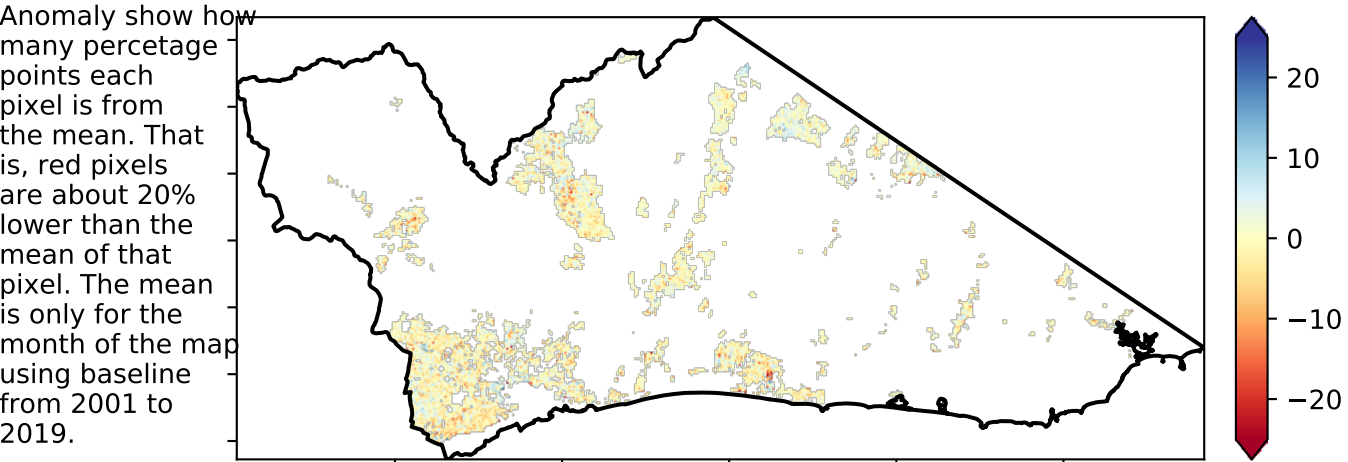 Anomaly show how
many percetage
points each
pixel is from
the mean. That
is, red pixels
are about 20%
lower than the
mean of that
pixel. The mean
is only for the
month of the map
using baseline
from 2001 to
2019.
20
10
0
−10
−20